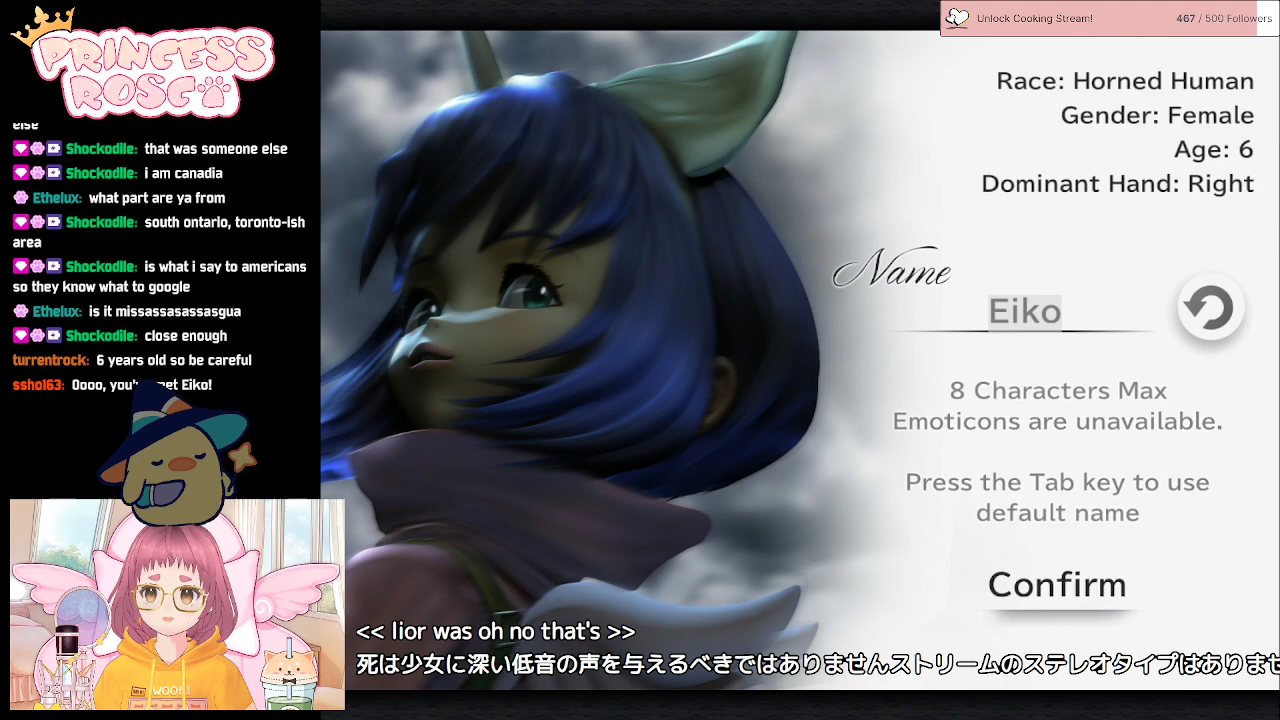 PRINCESS
ROSE
else
Shockodile: that was someone else
Shockodile: i am canadia
Ethelux: what part are ya from
Shockodile: south ontario, toronto-ish
area
Shockodile: is what i say to americans
so they know what to google
Ethelux: is it missassasassasgua
Shockodile: close enough
turrentrock: 6 years old so be careful
ssho163: Oooo, you' met Eiko!
WOOF!
Unlock Cooking Stream! 467 / 500 Followers
Race: Horned Human
Gender: Female
Age: 6
Dominant Hand: Right
Name
Eiko
8 Characters Max
Emoticons are unavailable.
Press the Tab key to use
default name
Confirm
<< lior was oh no that's >>
死は少女に深い低音の声を与えるべきではありませんストリームのステレオタイプはありませ